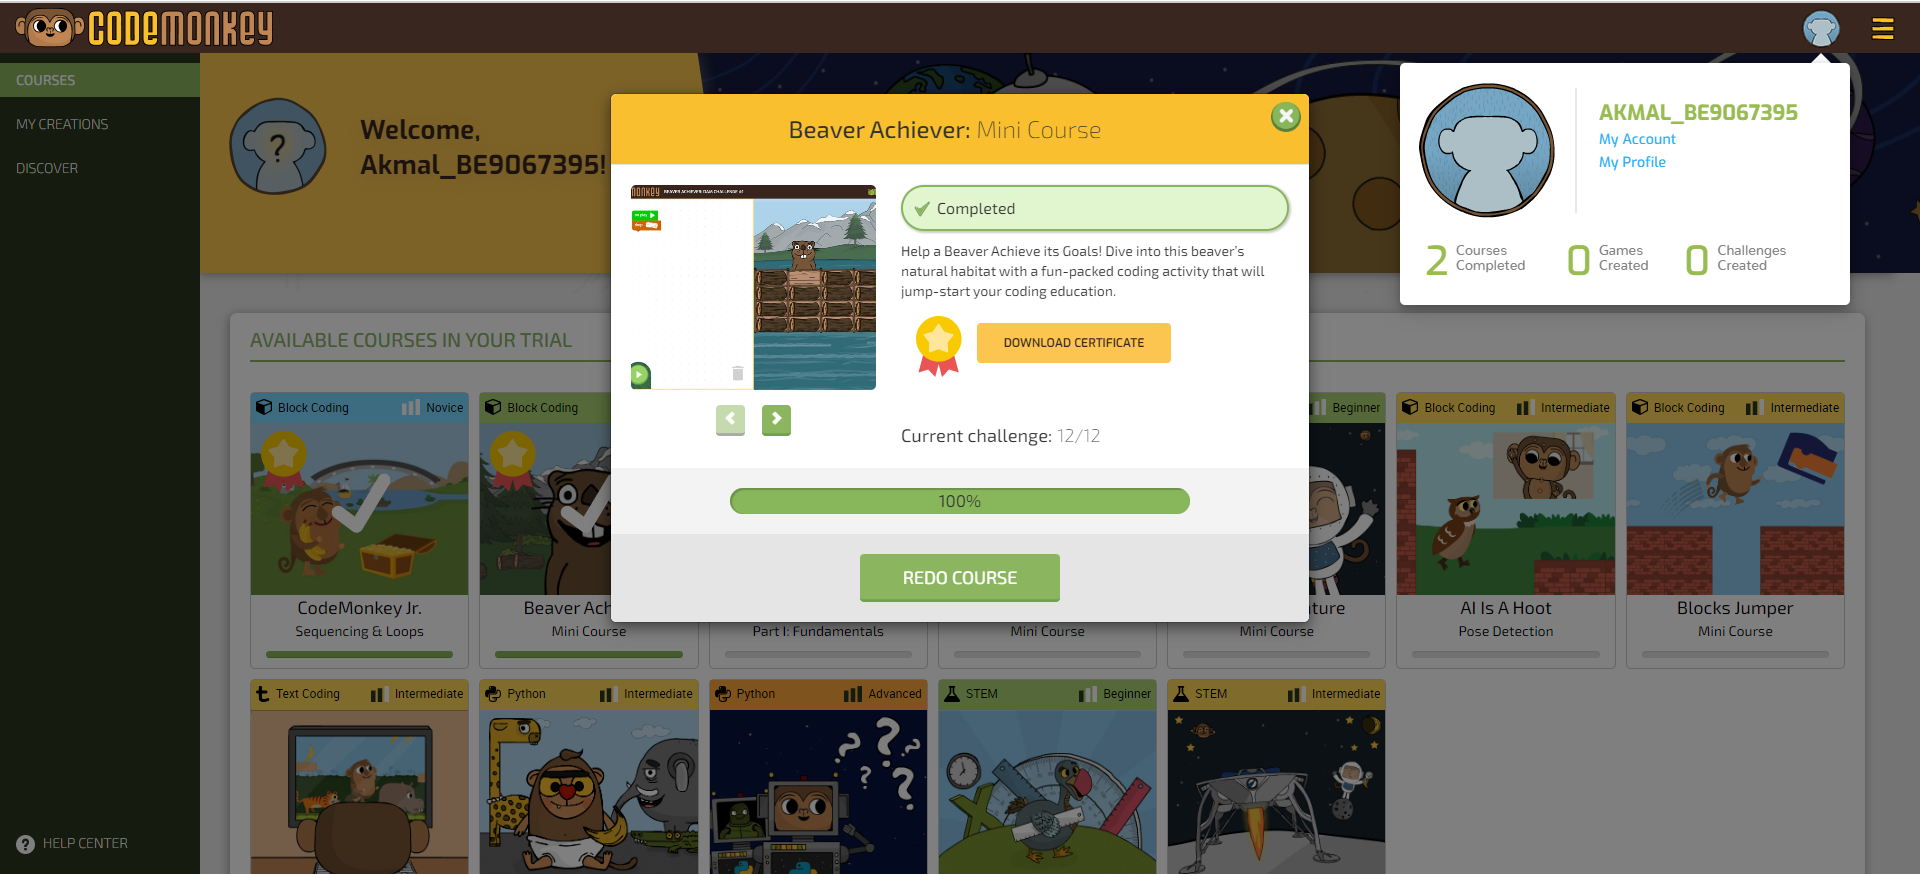 CODEMONKEY
COURSES
MY CREATIONS
DISCOVER
HELP CENTER
Welcome,
Akmal_BE9067395!
AKMAL_BE9067395
My Account
My Profile
2 Courses Completed
0 Games Created
0 Challenges Created
Beaver Achiever: Mini Course
Completed
Help a Beaver Achieve its Goals! Dive into this beaver's
natural habitat with a fun-packed coding activity that will
jump-start your coding education.
DOWNLOAD CERTIFICATE
Current challenge: 12/12
100%
REDO COURSE
AVAILABLE COURSES IN YOUR TRIAL
Block Coding Novice
CodeMonkey Jr.
Sequencing & Loops
Block Coding
Beaver Ach
Mini Course
Part I: Fundamentals
Mini Course
Beginner
ture
Mini Course
Block Coding Intermediate
AI Is A Hoot
Pose Detection
Block Coding Intermediate
Blocks Jumper
Mini Course
Text Coding Intermediate
Python Intermediate
Python Advanced
STEM Beginner
STEM Intermediate